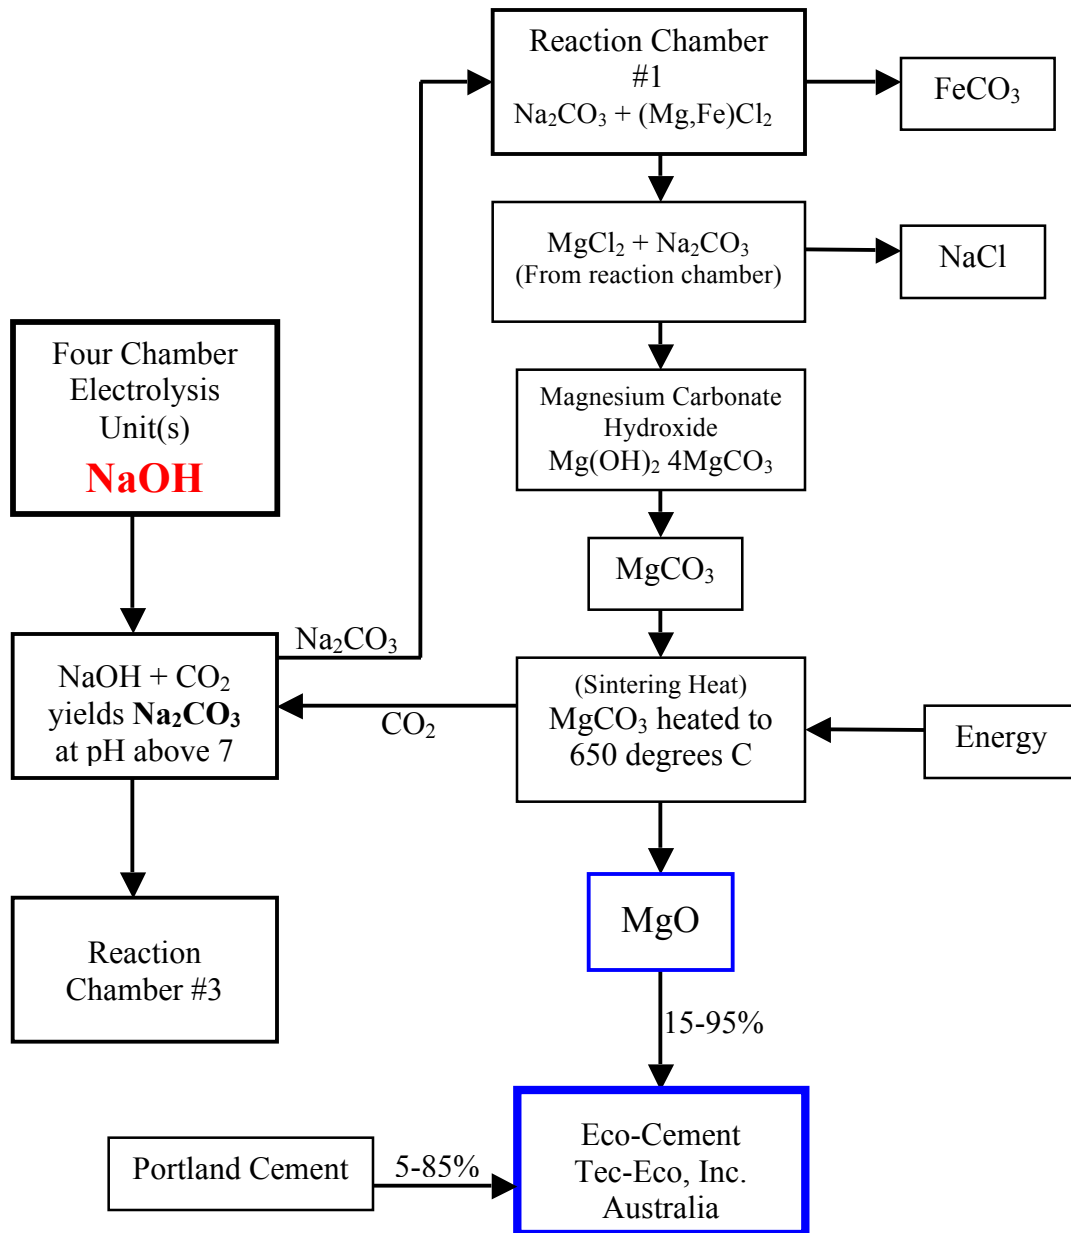 Reaction Chamber
#1
Na₂CO₃ + (Mg,Fe)Cl₂
FeCO₃
MgCl₂ + Na₂CO₃
(From reaction chamber)
NaCl
Four Chamber
Electrolysis
Unit(s)
NaOH
Magnesium Carbonate
Hydroxide
Mg(OH)₂ 4MgCO₃
MgCO₃
Na₂CO₃
NaOH + CO₂
yields Na₂CO₃
at pH above 7
CO₂
(Sintering Heat)
MgCO₃ heated to
650 degrees C
Energy
MgO
Reaction
Chamber #3
15-95%
Portland Cement
5-85%
Eco-Cement
Tec-Eco, Inc.
Australia